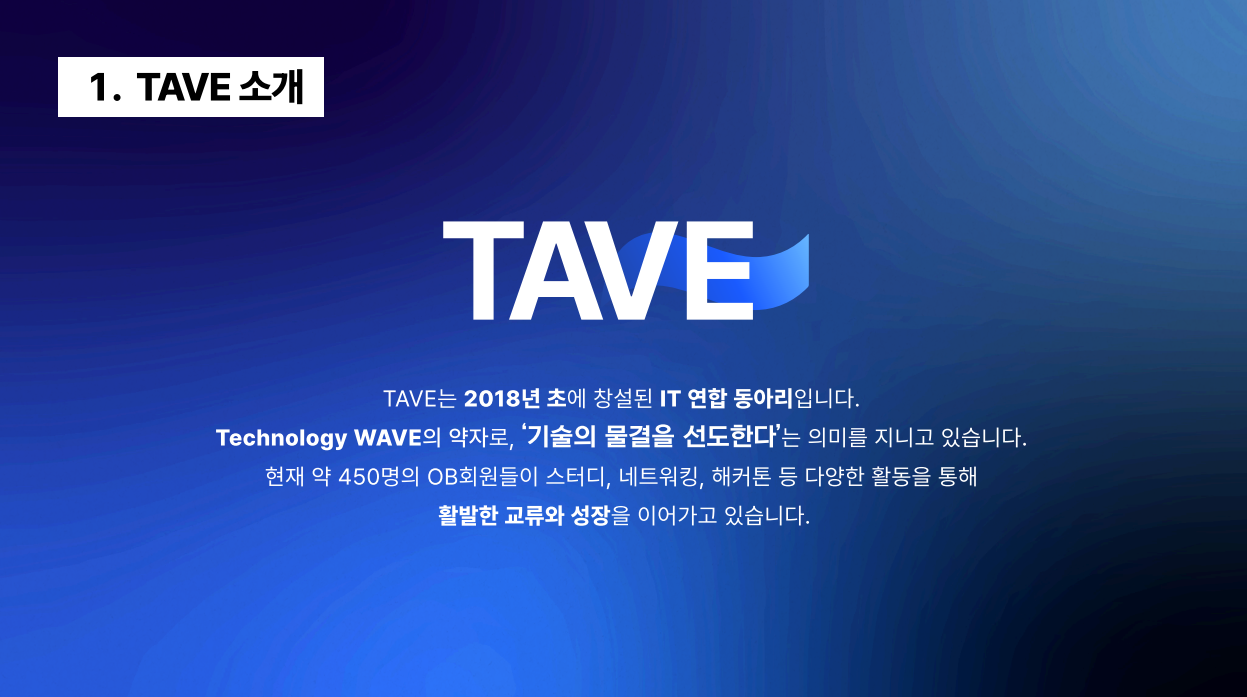 1. TAVE 소개
TAVE
TAVE는 2018년 초에 창설된 IT 연합 동아리입니다.
Technology WAVE의 약자로, ‘기술의 물결을 선도한다’는 의미를 지니고 있습니다.
현재 약 450명의 OB회원들이 스터디, 네트워킹, 해커톤 등 다양한 활동을 통해
활발한 교류와 성장을 이어가고 있습니다.